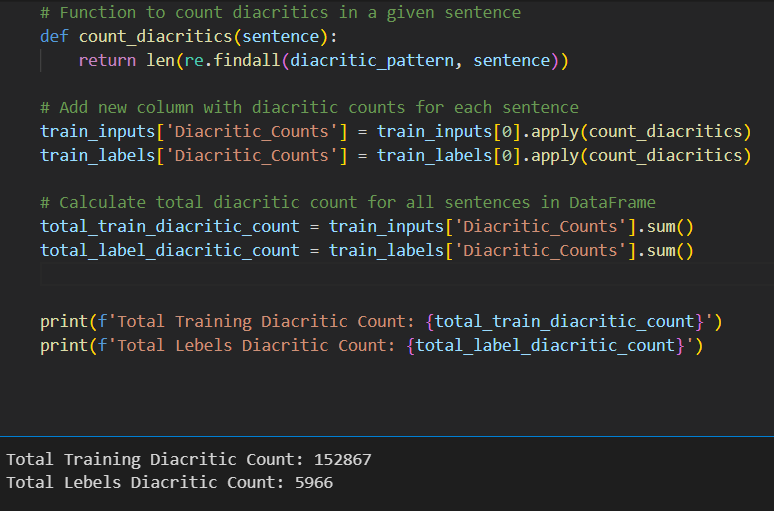 # Function to count diacritics in a given sentence
def count_diacritics(sentence):
    return len(re.findall(diacritic_pattern, sentence))
# Add new column with diacritic counts for each sentence
train_inputs['Diacritic_Counts'] = train_inputs[0].apply(count_diacritics)
train_labels['Diacritic_Counts'] = train_labels[0].apply(count_diacritics)
# Calculate total diacritic count for all sentences in DataFrame
total_train_diacritic_count = train_inputs['Diacritic_Counts'].sum()
total_label_diacritic_count = train_labels['Diacritic_Counts'].sum()
print(f'Total Training Diacritic Count: {total_train_diacritic_count}')
print(f'Total Lebels Diacritic Count: {total_label_diacritic_count}')
Total Training Diacritic Count: 152867
Total Lebels Diacritic Count: 5966